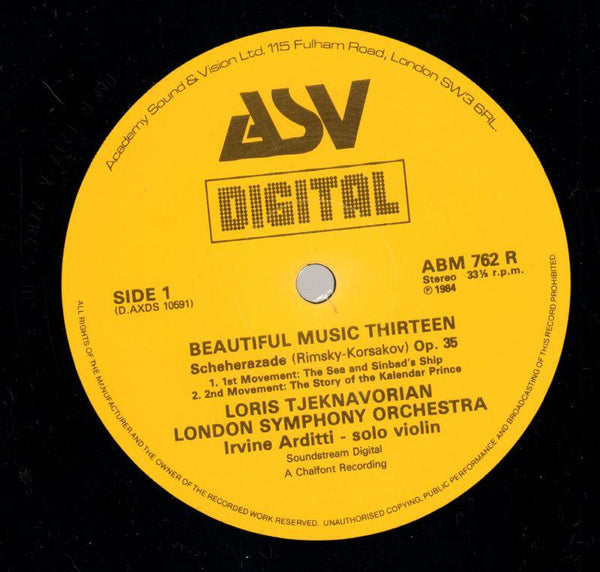 Academy Sound & Vision Ltd. 115 Fulham Road, London SW3 6RL.
ASV
DIGITAL
SIDE 1
(D.AXDS 10591)
ABM 762 R
Stereo 33⅓ r.p.m.
℗ 1984
BEAUTIFUL MUSIC THIRTEEN
Scheherazade (Rimsky-Korsakov) Op. 35
1. 1st Movement: The Sea and Sinbad's Ship
2. 2nd Movement: The Story of the Kalendar Prince
LORIS TJEKNAVORIAN
LONDON SYMPHONY ORCHESTRA
Irvine Arditti - solo violin
Soundstream Digital
A Chalfont Recording
ALL RIGHTS OF THE MANUFACTURER AND THE OWNER OF THE RECORDED WORK RESERVED. UNAUTHORISED COPYING, PUBLIC PERFORMANCE AND BROADCASTING OF THIS RECORD PROHIBITED.